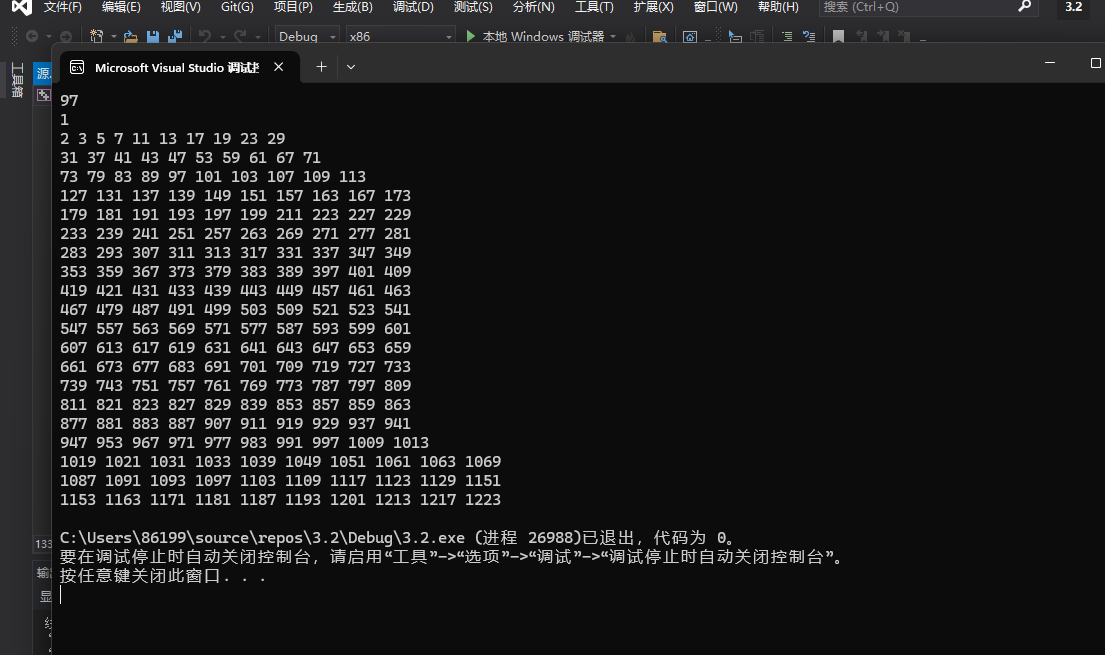 文件(F) 编辑(E) 视图(V) Git(G) 项目(P) 生成(B) 调试(D) 测试(S) 分析(N) 工具(T) 扩展(X) 窗口(W) 帮助(H) 搜索 (Ctrl+Q) 3.2
Debug x86 本地 Windows 调试器
工具箱
源
Microsoft Visual Studio 调试
97
1
2 3 5 7 11 13 17 19 23 29
31 37 41 43 47 53 59 61 67 71
73 79 83 89 97 101 103 107 109 113
127 131 137 139 149 151 157 163 167 173
179 181 191 193 197 199 211 223 227 229
233 239 241 251 257 263 269 271 277 281
283 293 307 311 313 317 331 337 347 349
353 359 367 373 379 383 389 397 401 409
419 421 431 433 439 443 449 457 461 463
467 479 487 491 499 503 509 521 523 541
547 557 563 569 571 577 587 593 599 601
607 613 617 619 631 641 643 647 653 659
661 673 677 683 691 701 709 719 727 733
739 743 751 757 761 769 773 787 797 809
811 821 823 827 829 839 853 857 859 863
877 881 883 887 907 911 919 929 937 941
947 953 967 971 977 983 991 997 1009 1013
1019 1021 1031 1033 1039 1049 1051 1061 1063 1069
1087 1091 1093 1097 1103 1109 1117 1123 1129 1151
1153 1163 1171 1181 1187 1193 1201 1213 1217 1223
C:\Users\86199\source\repos\3.2\Debug\3.2.exe (进程 26988)已退出，代码为 0。
要在调试停止时自动关闭控制台，请启用“工具”->“选项”->“调试”->“调试停止时自动关闭控制台”。
按任意键关闭此窗口. . .
133
输
显